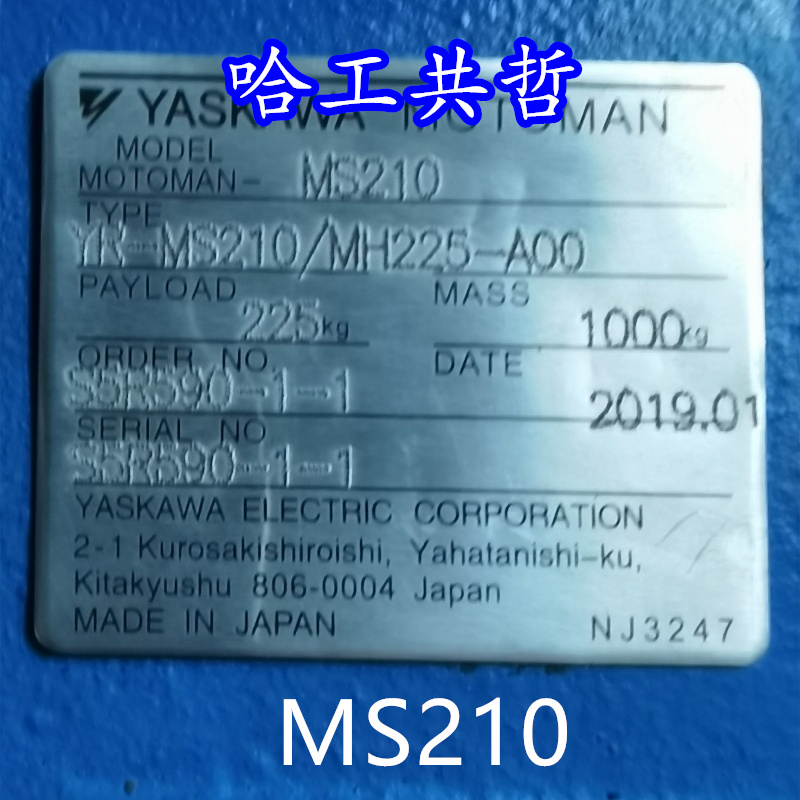 哈工共哲
YASKAWA MOTOMAN
MODEL
MOTOMAN- MS210
TYPE
YR-MS210/MH225-A00
PAYLOAD MASS
225kg 1000kg
ORDER NO. DATE
S5R590-1-1 2019.01
SERIAL NO
S5R590-1-1
YASKAWA ELECTRIC CORPORATION
2-1 Kurosakishiroishi, Yahatanishi-ku,
Kitakyushu 806-0004 Japan
MADE IN JAPAN NJ3247
MS210